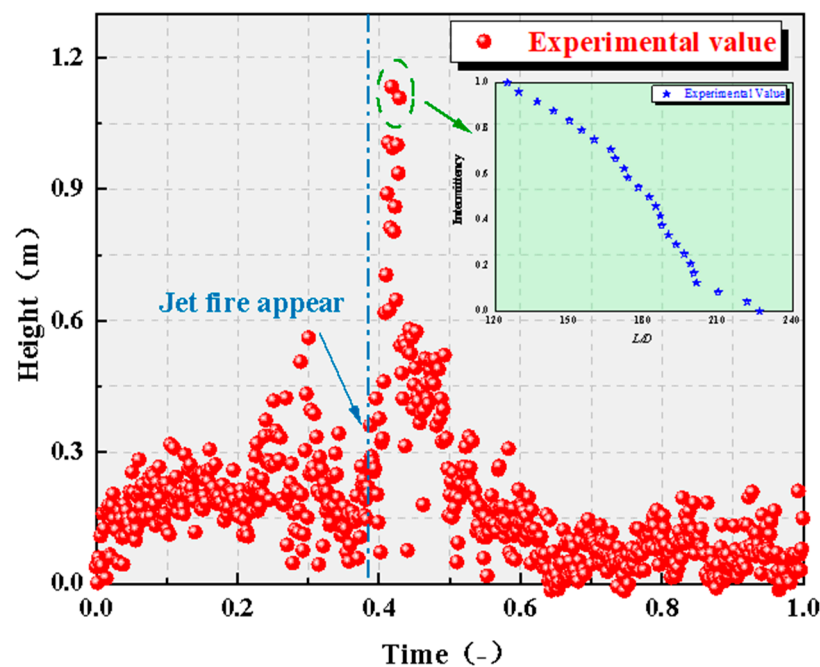 Experimental value
1.2
0.9
0.6
0.3
0.0
Height（m）
Jet fire appear
Experimental Value
1.0
0.8
0.6
0.4
0.2
0.0
Intermittency
120 150 180 210 240
L/D
0.0 0.2 0.4 0.6 0.8 1.0
Time（-）